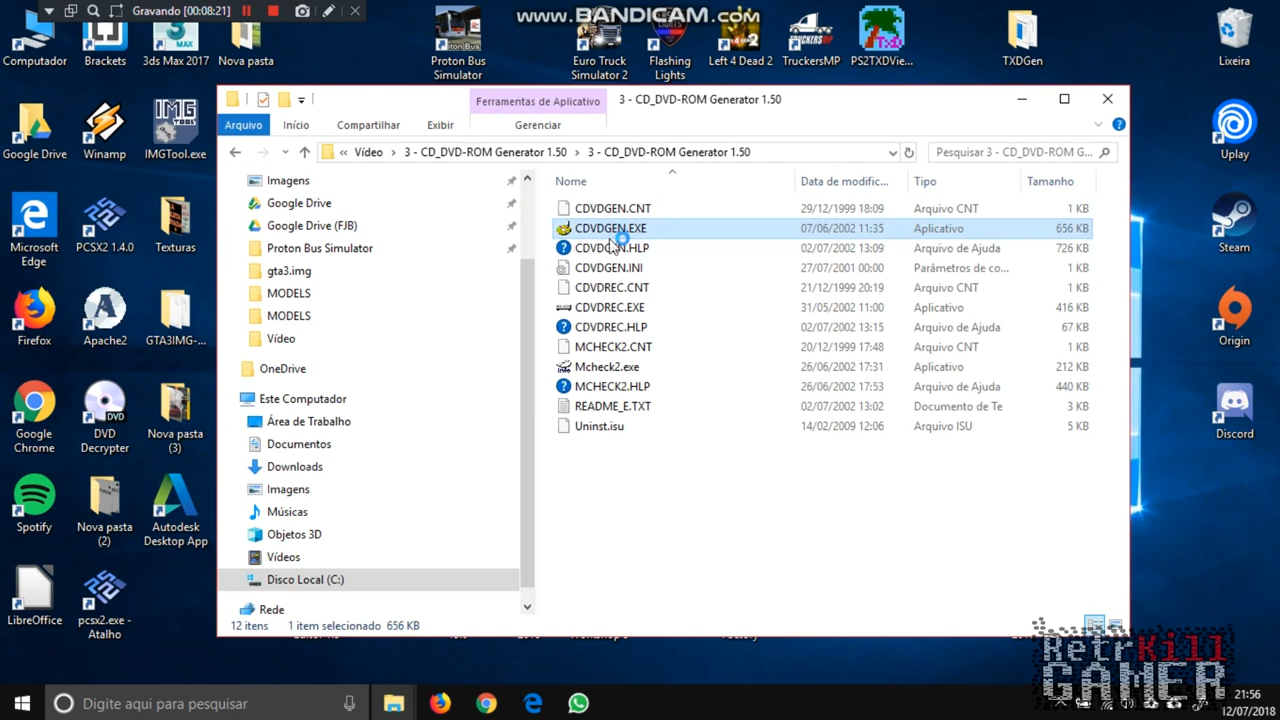 Gravando [00:08:21]
www.BANDICAM.com
Computador
Brackets
3ds Max 2017
Nova pasta
Proton Bus
Simulator
Euro Truck
Simulator 2
Flashing
Lights
Left 4 Dead 2
TruckersMP
PS2TXDVie...
TXDGen
Lixeira
Ferramentas de Aplicativo
3 - CD_DVD-ROM Generator 1.50
Arquivo
Início
Compartilhar
Exibir
Gerenciar
Vídeo
3 - CD_DVD-ROM Generator 1.50
3 - CD_DVD-ROM Generator 1.50
Pesquisar 3 - CD_DVD-ROM G...
Google Drive
Winamp
IMGTool.exe
Uplay
Microsoft
Edge
PCSX2 1.4.0
Texturas
Steam
Firefox
Apache2
GTA3IMG-...
Origin
Google
Chrome
DVD
DVD
Decrypter
Nova pasta
(3)
Discord
Spotify
Nova pasta
(2)
Autodesk
Desktop App
LibreOffice
pcsx2.exe -
Atalho
Imagens
Google Drive
Google Drive (FJB)
Proton Bus Simulator
gta3.img
MODELS
MODELS
Vídeo
OneDrive
Este Computador
Área de Trabalho
Documentos
Downloads
Imagens
Músicas
Objetos 3D
Vídeos
Disco Local (C:)
Rede
Nome Data de modific... Tipo Tamanho
CDVDGEN.CNT 29/12/1999 18:09 Arquivo CNT 1 KB
CDVDGEN.EXE 07/06/2002 11:35 Aplicativo 656 KB
CDVDGEN.HLP 02/07/2002 13:09 Arquivo de Ajuda 726 KB
CDVDGEN.INI 27/07/2001 00:00 Parâmetros de co... 1 KB
CDVDREC.CNT 21/12/1999 20:19 Arquivo CNT 1 KB
CDVDREC.EXE 31/05/2002 11:00 Aplicativo 416 KB
CDVDREC.HLP 02/07/2002 13:15 Arquivo de Ajuda 67 KB
MCHECK2.CNT 20/12/1999 17:48 Arquivo CNT 1 KB
Mcheck2.exe 26/06/2002 17:31 Aplicativo 212 KB
MCHECK2.HLP 26/06/2002 17:53 Arquivo de Ajuda 440 KB
README_E.TXT 02/07/2002 13:02 Documento de Te 3 KB
Uninst.isu 14/02/2009 12:06 Arquivo ISU 5 KB
12 itens 1 item selecionado 656 KB
RetrKill
GAMER
Digite aqui para pesquisar
21:56
12/07/2018